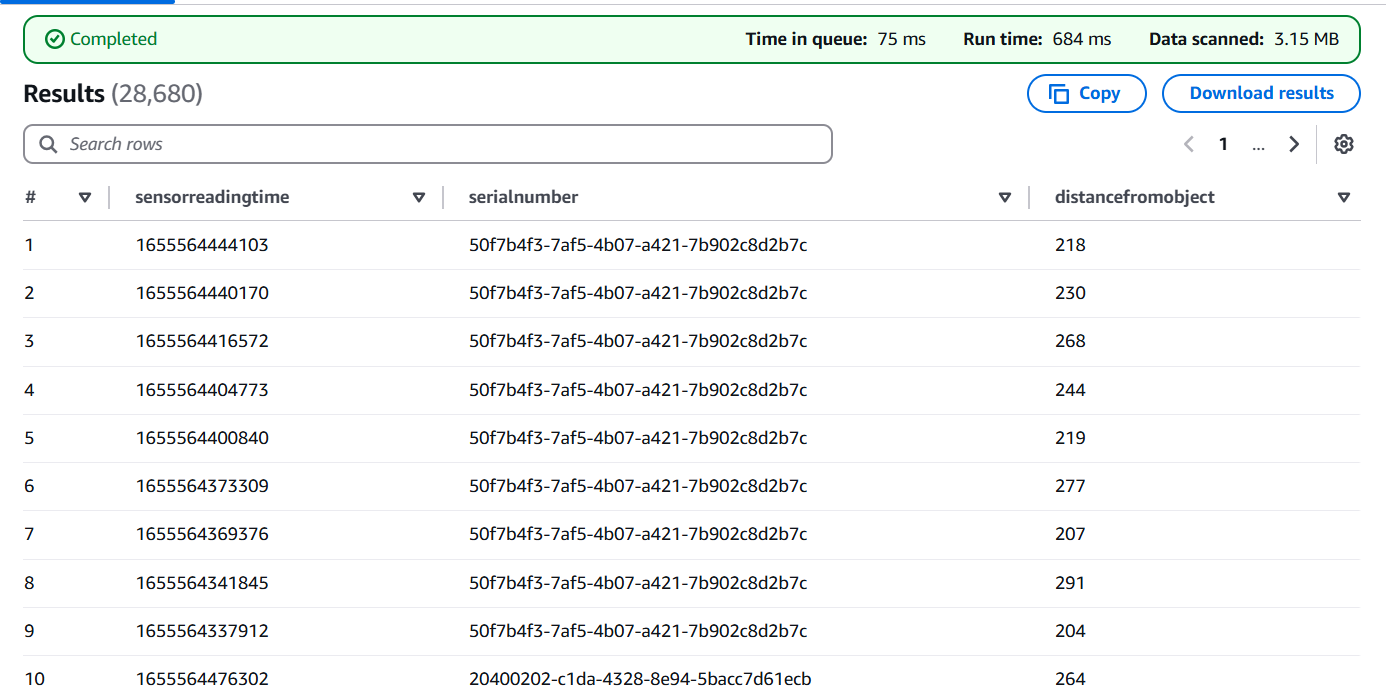 Completed Time in queue: 75 ms Run time: 684 ms Data scanned: 3.15 MB
Results (28,680) Copy Download results
Search rows 1 ...
# sensorreadingtime serialnumber distancefromobject
1 1655564444103 50f7b4f3-7af5-4b07-a421-7b902c8d2b7c 218
2 1655564440170 50f7b4f3-7af5-4b07-a421-7b902c8d2b7c 230
3 1655564416572 50f7b4f3-7af5-4b07-a421-7b902c8d2b7c 268
4 1655564404773 50f7b4f3-7af5-4b07-a421-7b902c8d2b7c 244
5 1655564400840 50f7b4f3-7af5-4b07-a421-7b902c8d2b7c 219
6 1655564373309 50f7b4f3-7af5-4b07-a421-7b902c8d2b7c 277
7 1655564369376 50f7b4f3-7af5-4b07-a421-7b902c8d2b7c 207
8 1655564341845 50f7b4f3-7af5-4b07-a421-7b902c8d2b7c 291
9 1655564337912 50f7b4f3-7af5-4b07-a421-7b902c8d2b7c 204
10 1655564476302 20400202-c1da-4328-8e94-5bacc7d61ecb 264